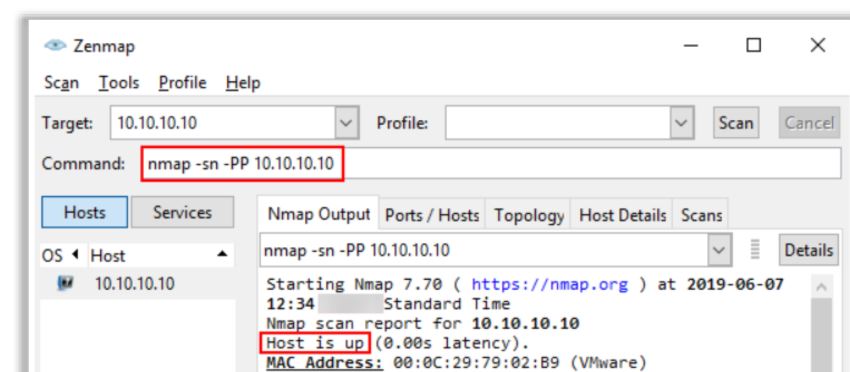 Zenmap
Scan Tools Profile Help
Target: 10.10.10.10 Profile: Scan Cancel
Command: nmap -sn -PP 10.10.10.10
Hosts Services Nmap Output Ports / Hosts Topology Host Details Scans
OS Host nmap -sn -PP 10.10.10.10 Details
10.10.10.10 Starting Nmap 7.70 ( https://nmap.org ) at 2019-06-07
12:34 Standard Time
Nmap scan report for 10.10.10.10
Host is up (0.00s latency).
MAC Address: 00:0C:29:79:02:B9 (VMware)